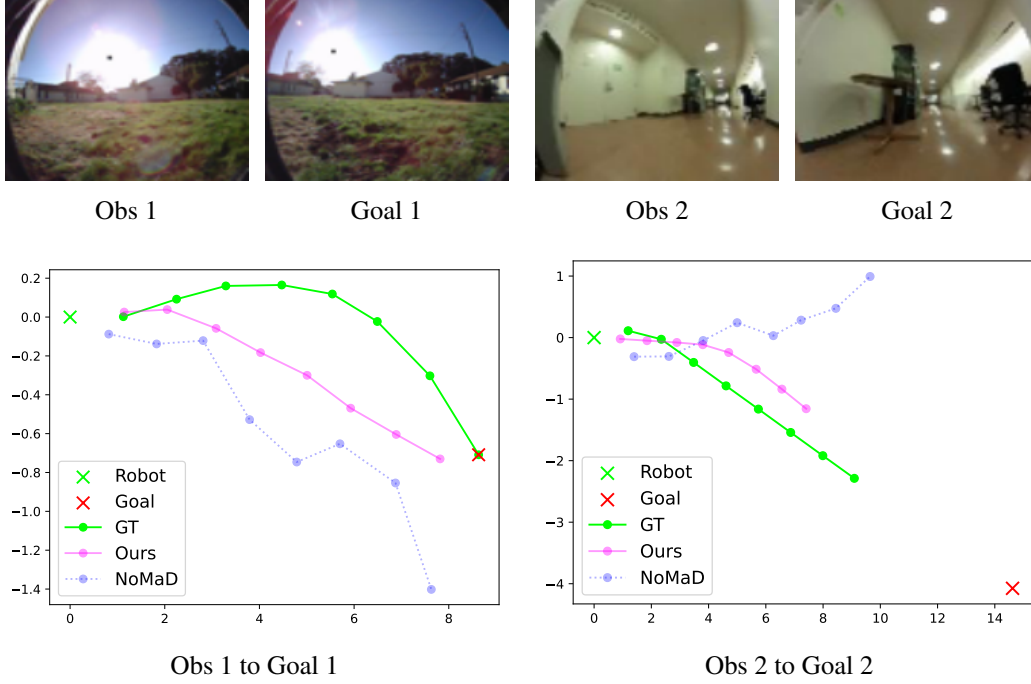 Obs 1 Goal 1 Obs 2 Goal 2
0.2
0.0
−0.2
−0.4
−0.6
−0.8
−1.0
−1.2
−1.4
0 2 4 6 8
Robot
Goal
GT
Ours
NoMaD
Obs 1 to Goal 1
1
0
−1
−2
−3
−4
0 2 4 6 8 10 12 14
Robot
Goal
GT
Ours
NoMaD
Obs 2 to Goal 2